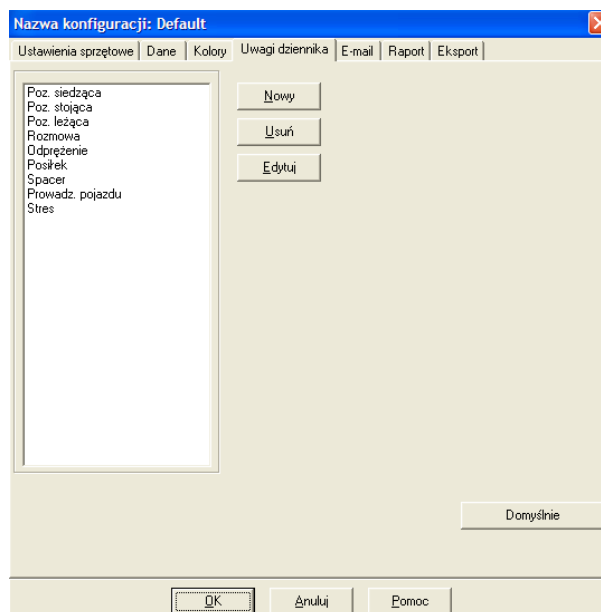 Nazwa konfiguracji: Default
Ustawienia sprzętowe Dane Kolory Uwagi dziennika E-mail Raport Eksport
Poz. siedząca
Poz. stojąca
Poz. leżąca
Rozmowa
Odprężenie
Posiłek
Spacer
Prowadz. pojazdu
Stres
Nowy
Usuń
Edytuj
Domyślnie
OK Anuluj Pomoc